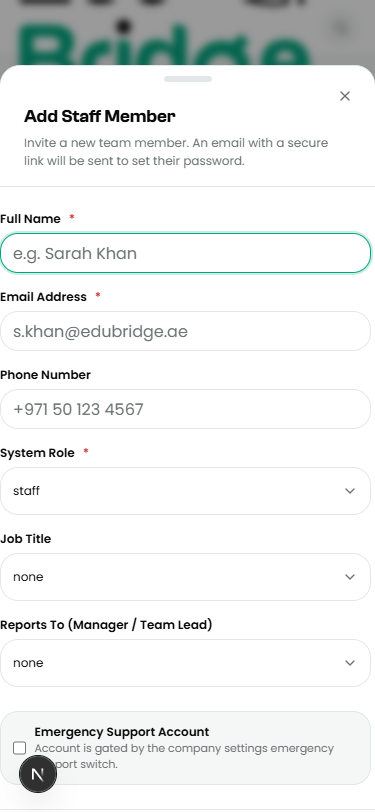 Bridge
Add Staff Member
Invite a new team member. An email with a secure
link will be sent to set their password.
Full Name *
e.g. Sarah Khan
Email Address *
s.khan@edubridge.ae
Phone Number
+971 50 123 4567
System Role *
staff
Job Title
none
Reports To (Manager / Team Lead)
none
Emergency Support Account
Account is gated by the company settings emergency
port switch.
N